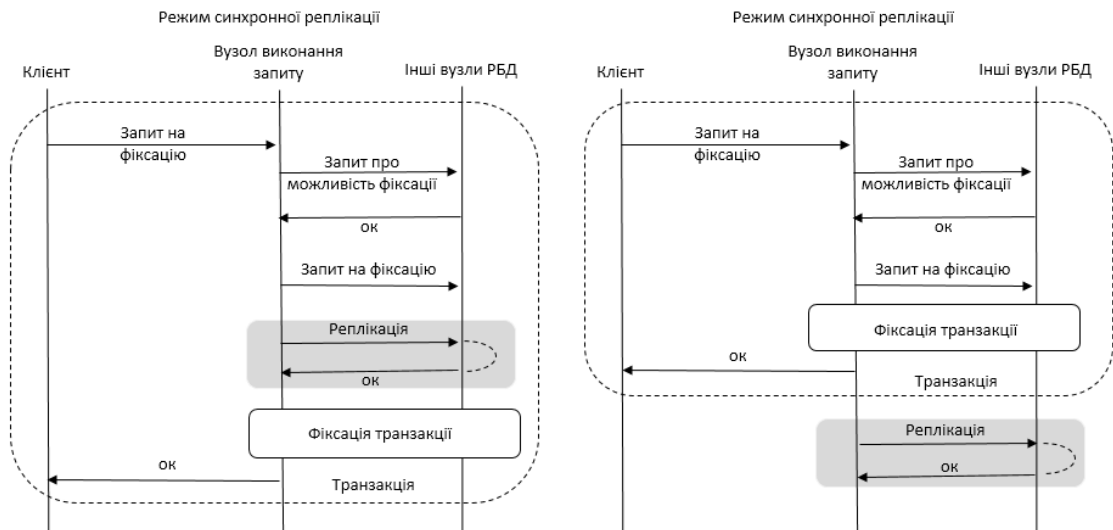 Режим синхронної реплікації
Клієнт
Вузол виконання
запиту
Інші вузли РБД
Запит на
фіксацію
Запит про
можливість фіксації
ок
Запит на фіксацію
Реплікація
ок
Фіксація транзакції
ок
Транзакція
Режим синхронної реплікації
Клієнт
Вузол виконання
запиту
Інші вузли РБД
Запит на
фіксацію
Запит про
можливість фіксації
ок
Запит на фіксацію
Фіксація транзакції
ок
Транзакція
Реплікація
ок